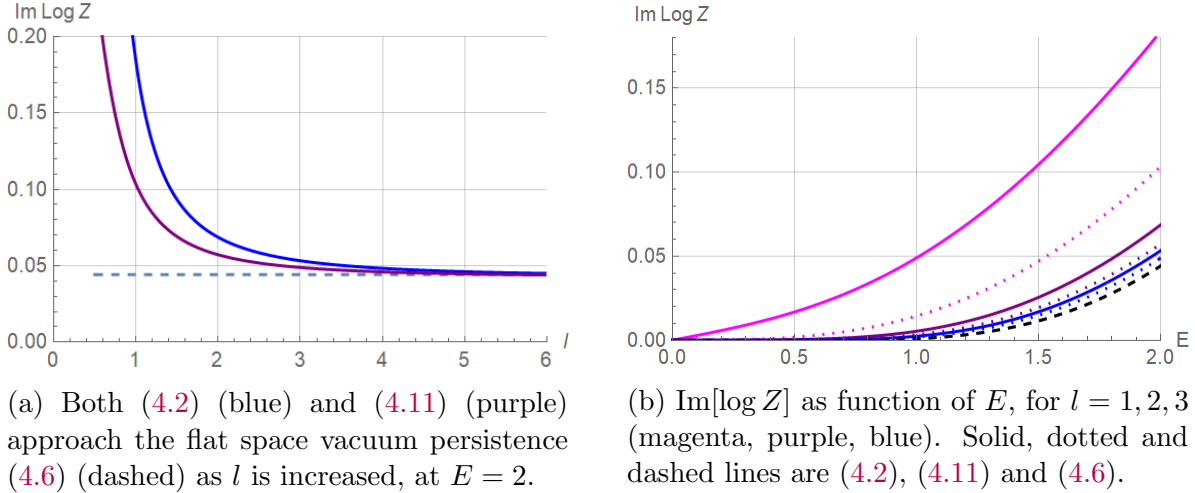 Im Log Z
0.20
0.15
0.10
0.05
0.00
0
1
2
3
4
5
6
l
(a) Both (4.2) (blue) and (4.11) (purple)
approach the flat space vacuum persistence
(4.6) (dashed) as l is increased, at E = 2.
Im Log Z
0.15
0.10
0.05
0.00
0.0
0.5
1.0
1.5
2.0
E
(b) Im[log Z] as function of E, for l = 1, 2, 3
(magenta, purple, blue). Solid, dotted and
dashed lines are (4.2), (4.11) and (4.6).